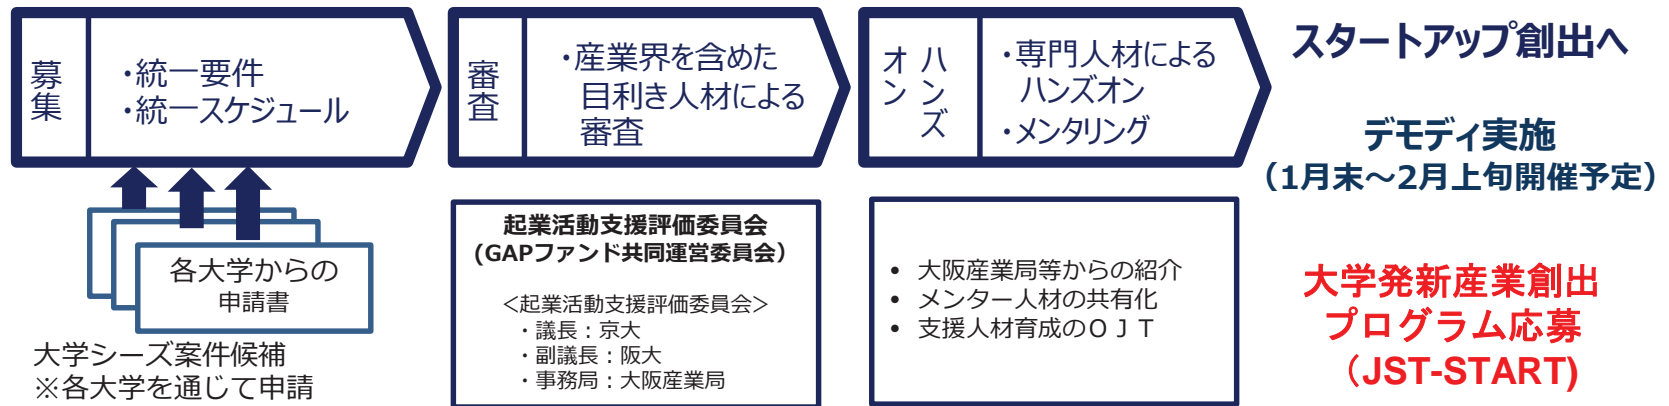 募集
・統一要件
・統一スケジュール
審査
・産業界を含めた
目利き人材による
審査
ハンズ
オン
・専門人材による
ハンズオン
・メンタリング
スタートアップ創出へ
デモデイ実施
（1月末～2月上旬開催予定）
大学発新産業創出
プログラム応募
（JST-START)
各大学からの
申請書
大学シーズ案件候補
※各大学を通じて申請
起業活動支援評価委員会
(GAPファンド共同運営委員会）
＜起業活動支援評価委員会＞
・議長：京大
・副議長：阪大
・事務局：大阪産業局
• 大阪産業局等からの紹介
• メンター人材の共有化
• 支援人材育成のＯＪＴ